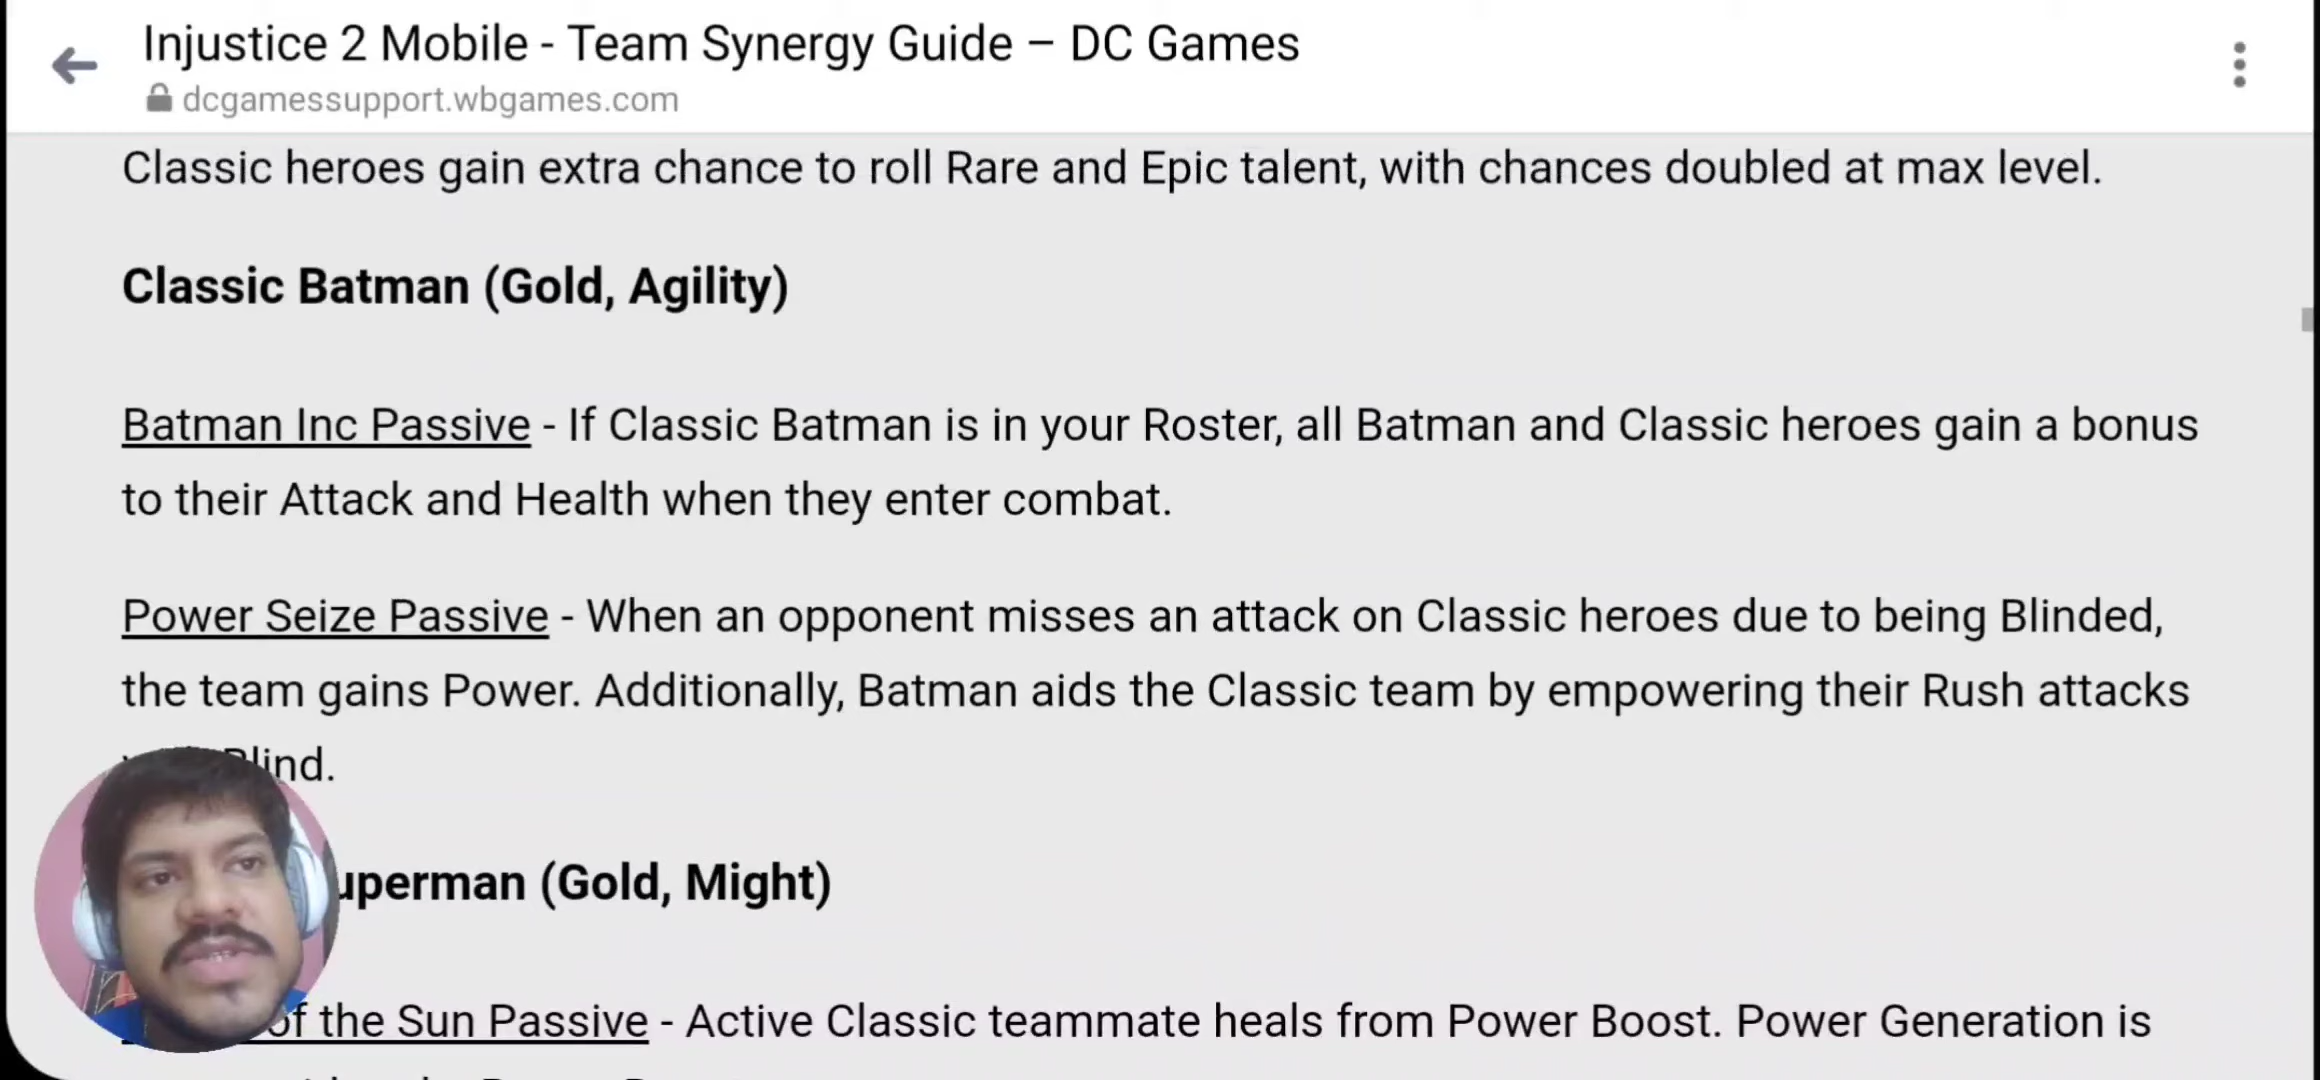 Injustice 2 Mobile - Team Synergy Guide – DC Games
dcgamessupport.wbgames.com
Classic heroes gain extra chance to roll Rare and Epic talent, with chances doubled at max level.
Classic Batman (Gold, Agility)
Batman Inc Passive - If Classic Batman is in your Roster, all Batman and Classic heroes gain a bonus
to their Attack and Health when they enter combat.
Power Seize Passive - When an opponent misses an attack on Classic heroes due to being Blinded,
the team gains Power. Additionally, Batman aids the Classic team by empowering their Rush attacks
lind.
uperman (Gold, Might)
of the Sun Passive - Active Classic teammate heals from Power Boost. Power Generation is